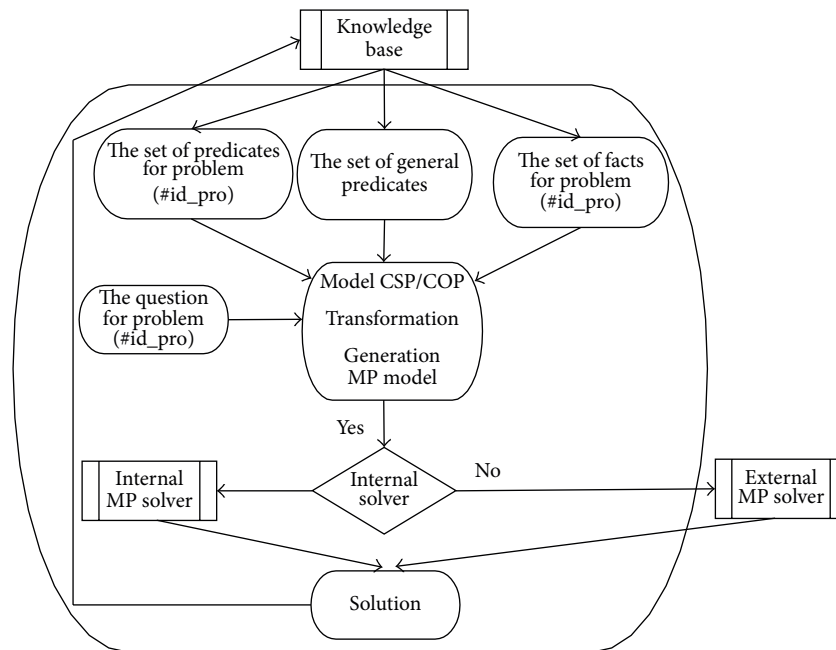 Knowledge
base
The set of predicates
for problem
(#id_pro)
The set of general
predicates
The set of facts
for problem
(#id_pro)
Model CSP/COP
Transformation
Generation
MP model
The question
for problem
(#id_pro)
Yes
Internal
MP solver
Internal
solver
No
External
MP solver
Solution